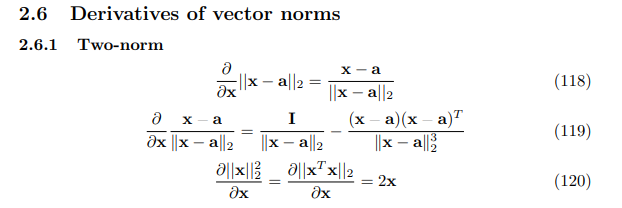 2.6 Derivatives of vector norms
2.6.1 Two-norm
∂/∂x ||x − a||₂ = (x − a)/||x − a||₂ (118)
∂/∂x (x − a)/‖x − a‖₂ = I/‖x − a‖₂ − (x − a)(x − a)ᵀ/‖x − a‖₂³ (119)
∂||x||₂²/∂x = ∂||xᵀx||₂/∂x = 2x (120)